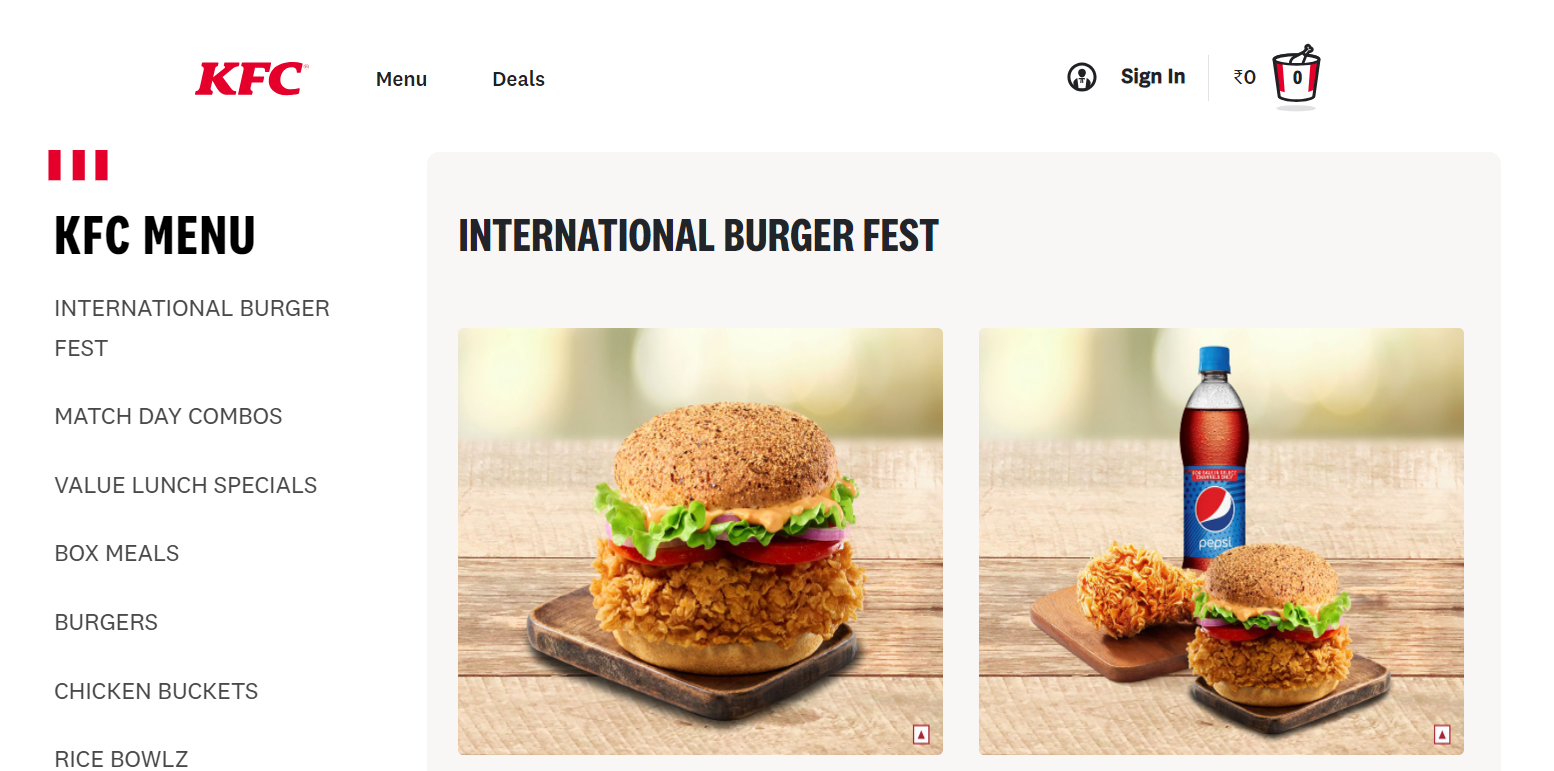 KFC
Menu
Deals
Sign In
₹0
0
KFC MENU
INTERNATIONAL BURGER
FEST
MATCH DAY COMBOS
VALUE LUNCH SPECIALS
BOX MEALS
BURGERS
CHICKEN BUCKETS
RICE BOWLZ
INTERNATIONAL BURGER FEST
pepsi